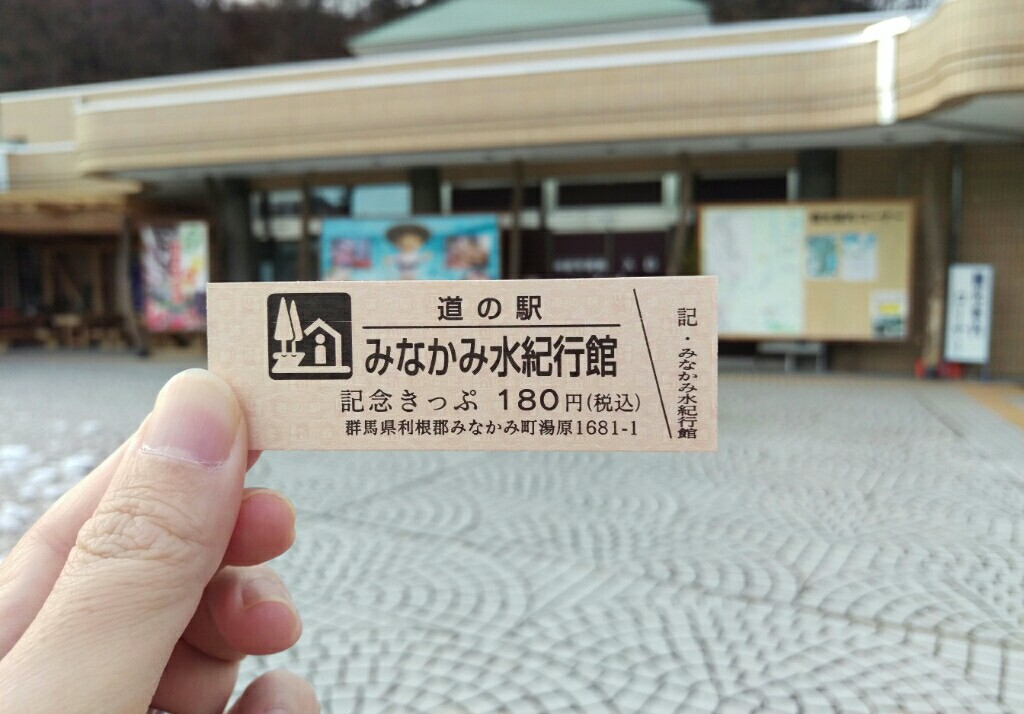 道の駅
みなかみ水紀行館
記念きっぷ 180円(税込)
群馬県利根郡みなかみ町湯原1681-1
記・みなかみ水紀行館